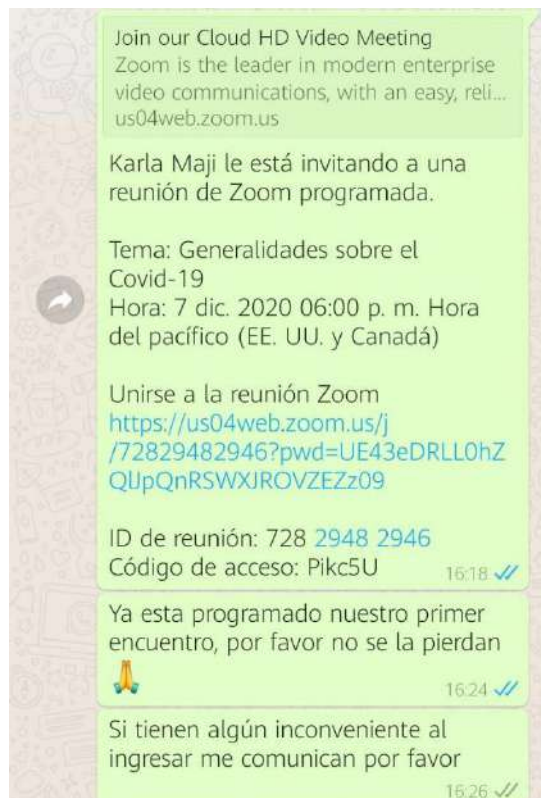 Join our Cloud HD Video Meeting
Zoom is the leader in modern enterprise
video communications, with an easy, reli...
us04web.zoom.us
Karla Maji le está invitando a una
reunión de Zoom programada.
Tema: Generalidades sobre el
Covid-19
Hora: 7 dic. 2020 06:00 p. m. Hora
del pacífico (EE. UU. y Canadá)
Unirse a la reunión Zoom
https://us04web.zoom.us/j
/72829482946?pwd=UE43eDRLL0hZ
QlJpQnRSWXJROVZEZz09
ID de reunión: 728 2948 2946
Código de acceso: Pikc5U
16:18
Ya esta programado nuestro primer
encuentro, por favor no se la pierdan
🙏
16:24
Si tienen algún inconveniente al
ingresar me comunican por favor
16:26